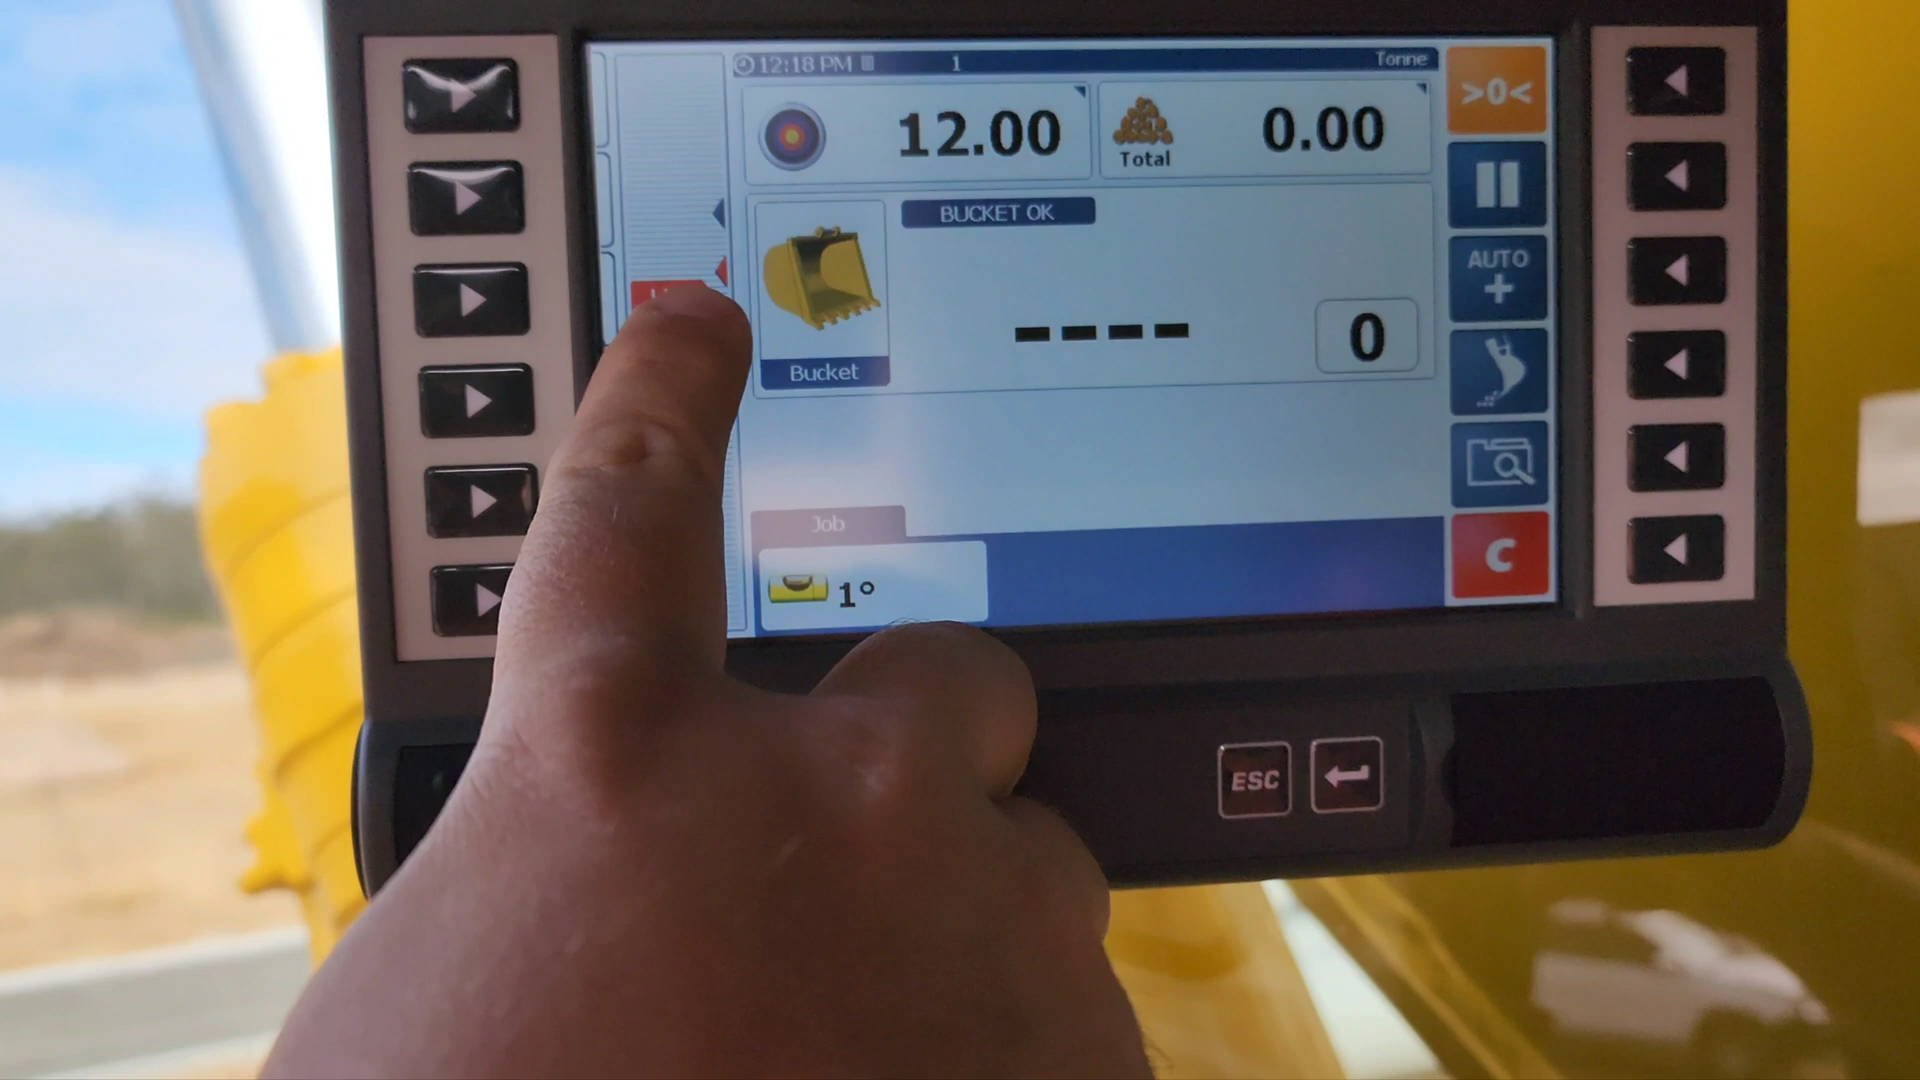 12:18 PM 1 Tonne
12.00
Total
0.00
>0<
BUCKET OK
AUTO
+
0
Bucket
Job
1°
C
ESC